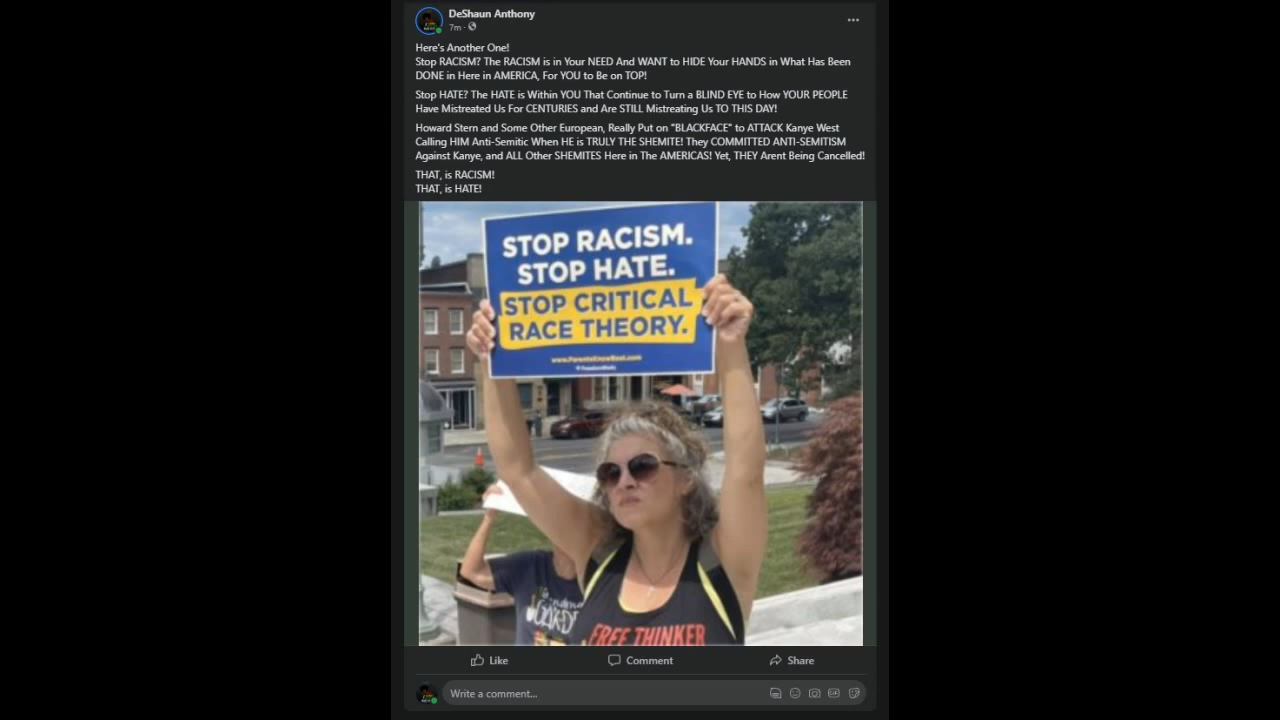 DeShaun Anthony
7m ·
Here's Another One!
Stop RACISM? The RACISM is in Your NEED And WANT to HIDE Your HANDS in What Has Been
DONE in Here in AMERICA, For YOU to Be on TOP!
Stop HATE? The HATE is Within YOU That Continue to Turn a BLIND EYE to How YOUR PEOPLE
Have Mistreated Us For CENTURIES and Are STILL Mistreating Us TO THIS DAY!
Howard Stern and Some Other European, Really Put on "BLACKFACE" to ATTACK Kanye West
Calling HIM Anti-Semitic When HE is TRULY THE SHEMITE! They COMMITTED ANTI-SEMITISM
Against Kanye, and ALL Other SHEMITES Here in The AMERICAS! Yet, THEY Arent Being Cancelled!
THAT, is RACISM!
THAT, is HATE!
STOP RACISM.
STOP HATE.
STOP CRITICAL
RACE THEORY.
www.ParentsKnowBest.com
FreedomWorks
FREE THINKER
Like
Comment
Share
Write a comment...
GIF